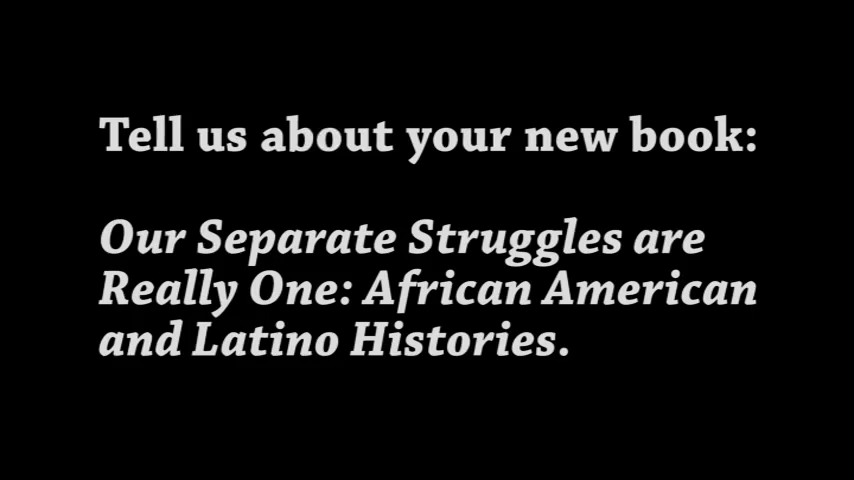 Tell us about your new book:
Our Separate Struggles are
Really One: African American
and Latino Histories.